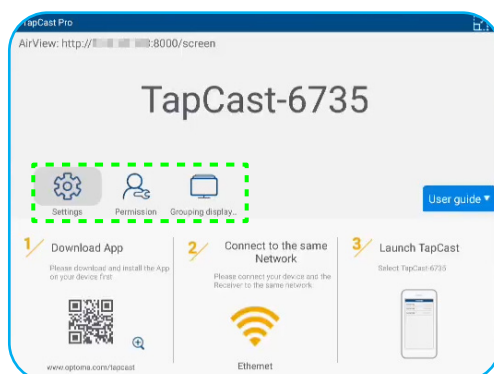 TapCast Pro
AirView: http:// :8000/screen
TapCast-6735
Settings
Permission
Grouping display..
User guide
1/ Download App
Please download and install the App
on your device first
www.optoma.com/tapcast
2/ Connect to the same
Network
Please connect your device and the
Receiver to the same network
Ethernet
3/ Launch TapCast
Select TapCast-6735